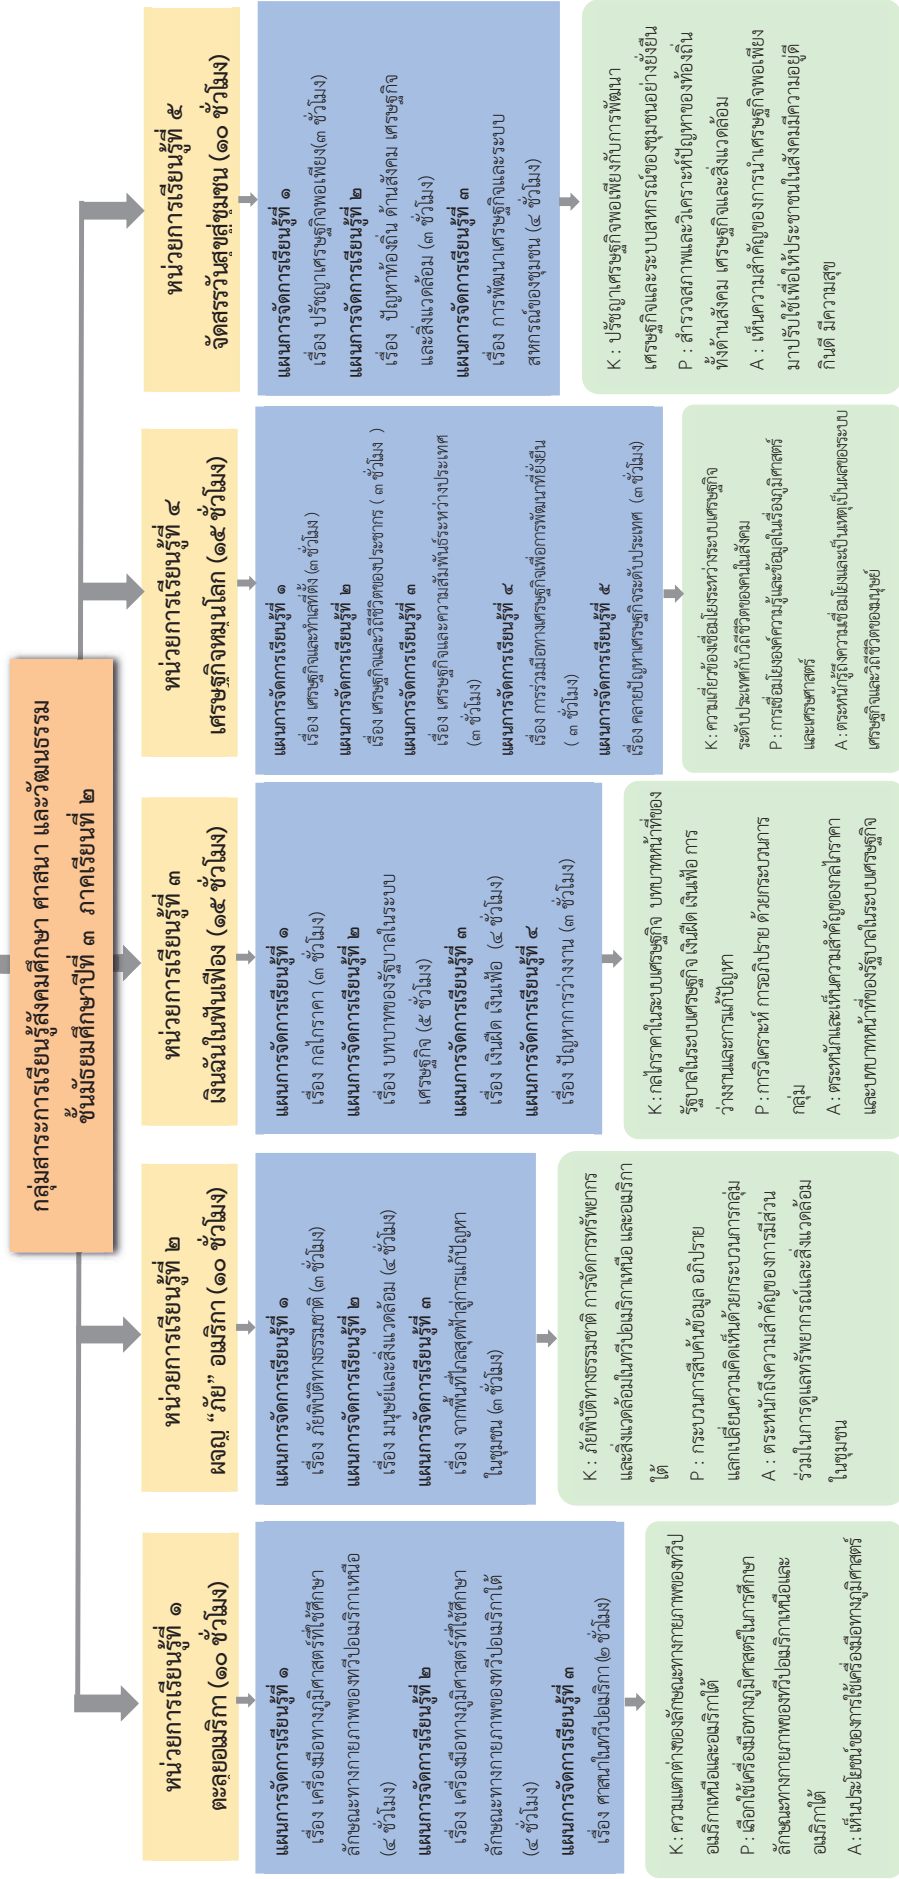 กลุ่มสาระการเรียนรู้สังคมศึกษา ศาสนา และวัฒนธรรม
ชั้นมัธยมศึกษาปีที่ ๓ ภาคเรียนที่ ๒
หน่วยการเรียนรู้ที่ ๑
ตะลุยอเมริกา (๑๐ ชั่วโมง)
แผนการจัดการเรียนรู้ที่ ๑
เรื่อง เครื่องมือทางภูมิศาสตร์ที่ใช้ศึกษา
ลักษณะทางกายภาพของทวีปอเมริกาเหนือ
(๔ ชั่วโมง)
แผนการจัดการเรียนรู้ที่ ๒
เรื่อง เครื่องมือทางภูมิศาสตร์ที่ใช้ศึกษา
ลักษณะทางกายภาพของทวีปอเมริกาใต้
(๔ ชั่วโมง)
แผนการจัดการเรียนรู้ที่ ๓
เรื่อง ศาสนาในทวีปอเมริกา (๒ ชั่วโมง)
K : ความแตกต่างของลักษณะทางกายภาพของทวีป
อเมริกาเหนือและอเมริกาใต้
P : เลือกใช้เครื่องมือทางภูมิศาสตร์ในการศึกษา
ลักษณะทางกายภาพของทวีปอเมริกาเหนือและ
อเมริกาใต้
A : เห็นประโยชน์ของการใช้เครื่องมือทางภูมิศาสตร์
หน่วยการเรียนรู้ที่ ๒
ผจญ “ภัย” อเมริกา (๑๐ ชั่วโมง)
แผนการจัดการเรียนรู้ที่ ๑
เรื่อง ภัยพิบัติทางธรรมชาติ (๓ ชั่วโมง)
แผนการจัดการเรียนรู้ที่ ๒
เรื่อง มนุษย์และสิ่งแวดล้อม (๔ ชั่วโมง)
แผนการจัดการเรียนรู้ที่ ๓
เรื่อง จากพื้นที่ไกลสุดฟ้าสู่การแก้ปัญหา
ในชุมชน (๓ ชั่วโมง)
K : ภัยพิบัติทางธรรมชาติ การจัดการทรัพยากร
และสิ่งแวดล้อมในทวีปอเมริกาเหนือ และอเมริกา
ใต้
P : กระบวนการสืบค้นข้อมูล อภิปราย
แลกเปลี่ยนความคิดเห็นด้วยกระบวนการกลุ่ม
A : ตระหนักถึงความสำคัญของการมีส่วน
ร่วมในการดูแลทรัพยากรณ์และสิ่งแวดล้อม
ในชุมชน
หน่วยการเรียนรู้ที่ ๓
เงินฉันในฟันเฟือง (๑๕ ชั่วโมง)
แผนการจัดการเรียนรู้ที่ ๑
เรื่อง กลไกราคา (๓ ชั่วโมง)
แผนการจัดการเรียนรู้ที่ ๒
เรื่อง บทบาทของรัฐบาลในระบบ
เศรษฐกิจ (๕ ชั่วโมง)
แผนการจัดการเรียนรู้ที่ ๓
เรื่อง เงินฝืด เงินเฟ้อ (๔ ชั่วโมง)
แผนการจัดการเรียนรู้ที่ ๔
เรื่อง ปัญหาการว่างงาน (๓ ชั่วโมง)
K : กลไกราคาในระบบเศรษฐกิจ บทบาทหน้าที่ของ
รัฐบาลในระบบเศรษฐกิจ เงินฝืด เงินเฟ้อ การ
ว่างงานและการแก้ปัญหา
P : การวิเคราะห์ การอภิปราย ด้วยกระบวนการ
กลุ่ม
A : ตระหนักและเห็นความสำคัญของกลไกราคา
และบทบาทหน้าที่ของรัฐบาลในระบบเศรษฐกิจ
หน่วยการเรียนรู้ที่ ๔
เศรษฐกิจหมุนโลก (๑๕ ชั่วโมง)
แผนการจัดการเรียนรู้ที่ ๑
เรื่อง เศรษฐกิจและทำเลที่ตั้ง (๓ ชั่วโมง )
แผนการจัดการเรียนรู้ที่ ๒
เรื่อง เศรษฐกิจและวิถีชีวิตของประชากร ( ๓ ชั่วโมง )
แผนการจัดการเรียนรู้ที่ ๓
เรื่อง เศรษฐกิจและความสัมพันธ์ระหว่างประเทศ
(๓ ชั่วโมง)
แผนการจัดการเรียนรู้ที่ ๔
เรื่อง การร่วมมือทางเศรษฐกิจเพื่อการพัฒนาที่ยั่งยืน
( ๓ ชั่วโมง)
แผนการจัดการเรียนรู้ที่ ๕
เรื่อง คลายปัญหาเศรษฐกิจระดับประเทศ (๓ ชั่วโมง)
K : ความเกี่ยวข้องเชื่อมโยงระหว่างระบบเศรษฐกิจ
ระดับประเทศกับวิถีชีวิตของคนในสังคม
P : การเชื่อมโยงองค์ความรู้และข้อมูลในเรื่องภูมิศาสตร์
และเศรษศาสตร์
A : ตระหนักรู้ถึงความเชื่อมโยงและเป็นเหตุเป็นผลของระบบ
เศรษฐกิจและวิถีชีวิตของมนุษย์
หน่วยการเรียนรู้ที่ ๕
จัดสรรวันสุขสู่ชุมชน (๑๐ ชั่วโมง)
แผนการจัดการเรียนรู้ที่ ๑
เรื่อง ปรัชญาเศรษฐกิจพอเพียง(๓ ชั่วโมง)
แผนการจัดการเรียนรู้ที่ ๒
เรื่อง ปัญหาท้องถิ่น ด้านสังคม เศรษฐกิจ
และสิ่งแวดล้อม (๓ ชั่วโมง)
แผนการจัดการเรียนรู้ที่ ๓
เรื่อง การพัฒนาเศรษฐกิจและระบบ
สหกรณ์ของชุมชน (๔ ชั่วโมง)
K : ปรัชญาเศรษฐกิจพอเพียงกับการพัฒนา
เศรษฐกิจและระบบสหกรณ์ของชุมชนอย่างยั่งยืน
P : สำรวจสภาพและวิเคราะห์ปัญหาของท้องถิ่น
ทั้งด้านสังคม เศรษฐกิจและสิ่งแวดล้อม
A : เห็นความสำคัญของการนำเศรษฐกิจพอเพียง
มาปรับใช้เพื่อให้ประชาชนในสังคมมีความอยู่ดี
กินดี มีความสุข